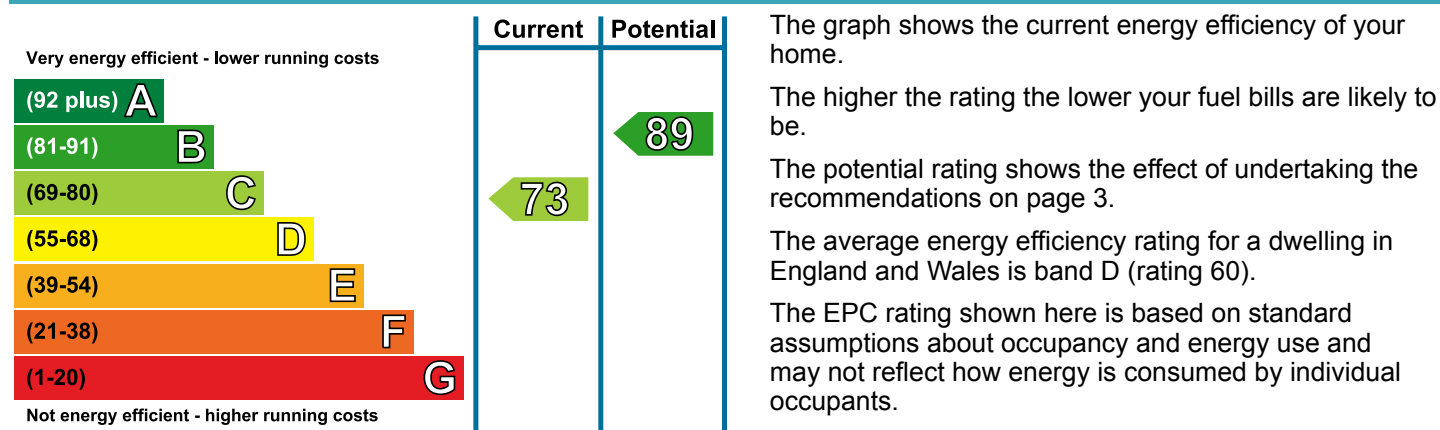 Current Potential
Very energy efficient - lower running costs
(92 plus) A
(81-91) B
89
(69-80) C
73
(55-68) D
(39-54) E
(21-38) F
(1-20) G
Not energy efficient - higher running costs
The graph shows the current energy efficiency of your
home.
The higher the rating the lower your fuel bills are likely to
be.
The potential rating shows the effect of undertaking the
recommendations on page 3.
The average energy efficiency rating for a dwelling in
England and Wales is band D (rating 60).
The EPC rating shown here is based on standard
assumptions about occupancy and energy use and
may not reflect how energy is consumed by individual
occupants.